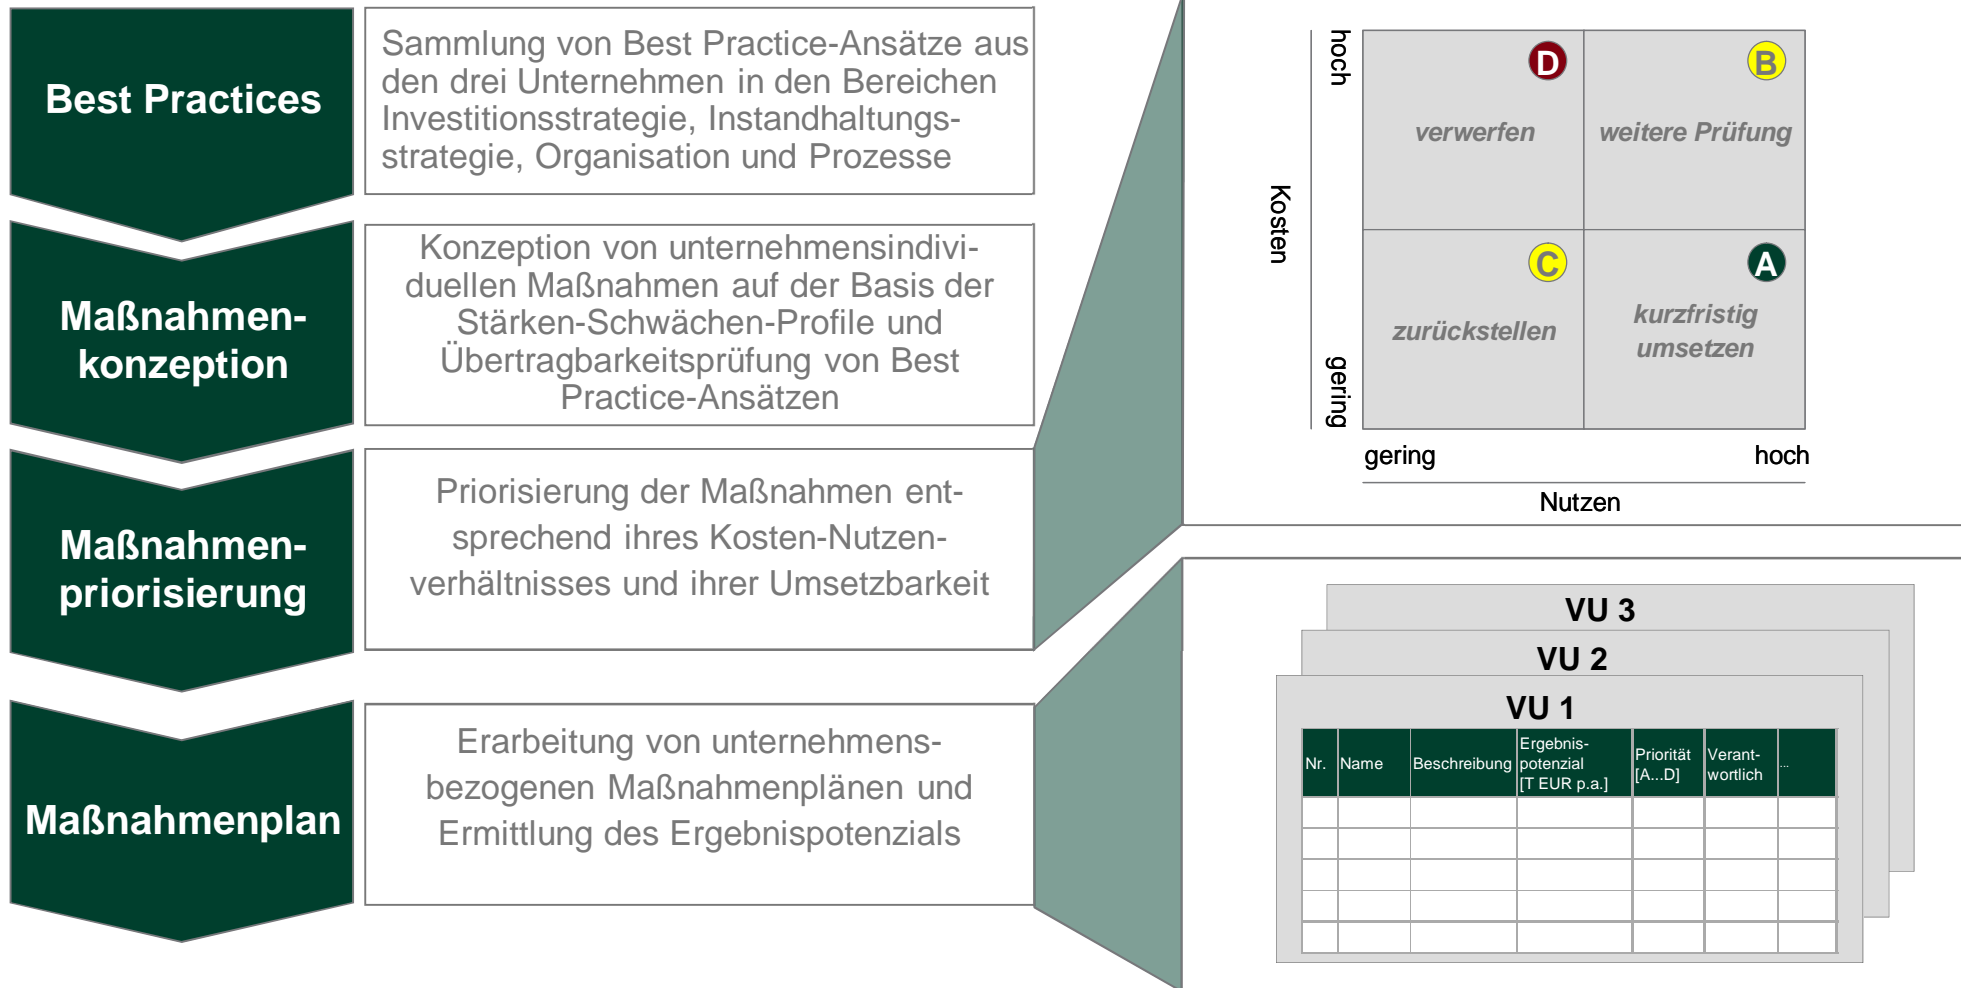 Best Practices
Sammlung von Best Practice-Ansätze aus
den drei Unternehmen in den Bereichen
Investitionsstrategie, Instandhaltungs-
strategie, Organisation und Prozesse
Maßnahmen-
konzeption
Konzeption von unternehmensindivi-
duellen Maßnahmen auf der Basis der
Stärken-Schwächen-Profile und
Übertragbarkeitsprüfung von Best
Practice-Ansätzen
Maßnahmen-
priorisierung
Priorisierung der Maßnahmen ent-
sprechend ihres Kosten-Nutzen-
verhältnisses und ihrer Umsetzbarkeit
Maßnahmenplan
Erarbeitung von unternehmens-
bezogenen Maßnahmenplänen und
Ermittlung des Ergebnispotenzials
Kosten
hoch
gering
D
verwerfen
B
weitere Prüfung
C
zurückstellen
A
kurzfristig
umsetzen
gering
hoch
Nutzen
VU 3
VU 2
VU 1
Nr.
Name
Beschreibung
Ergebnis-
potenzial
[T EUR p.a.]
Priorität
[A...D]
Verant-
wortlich
...